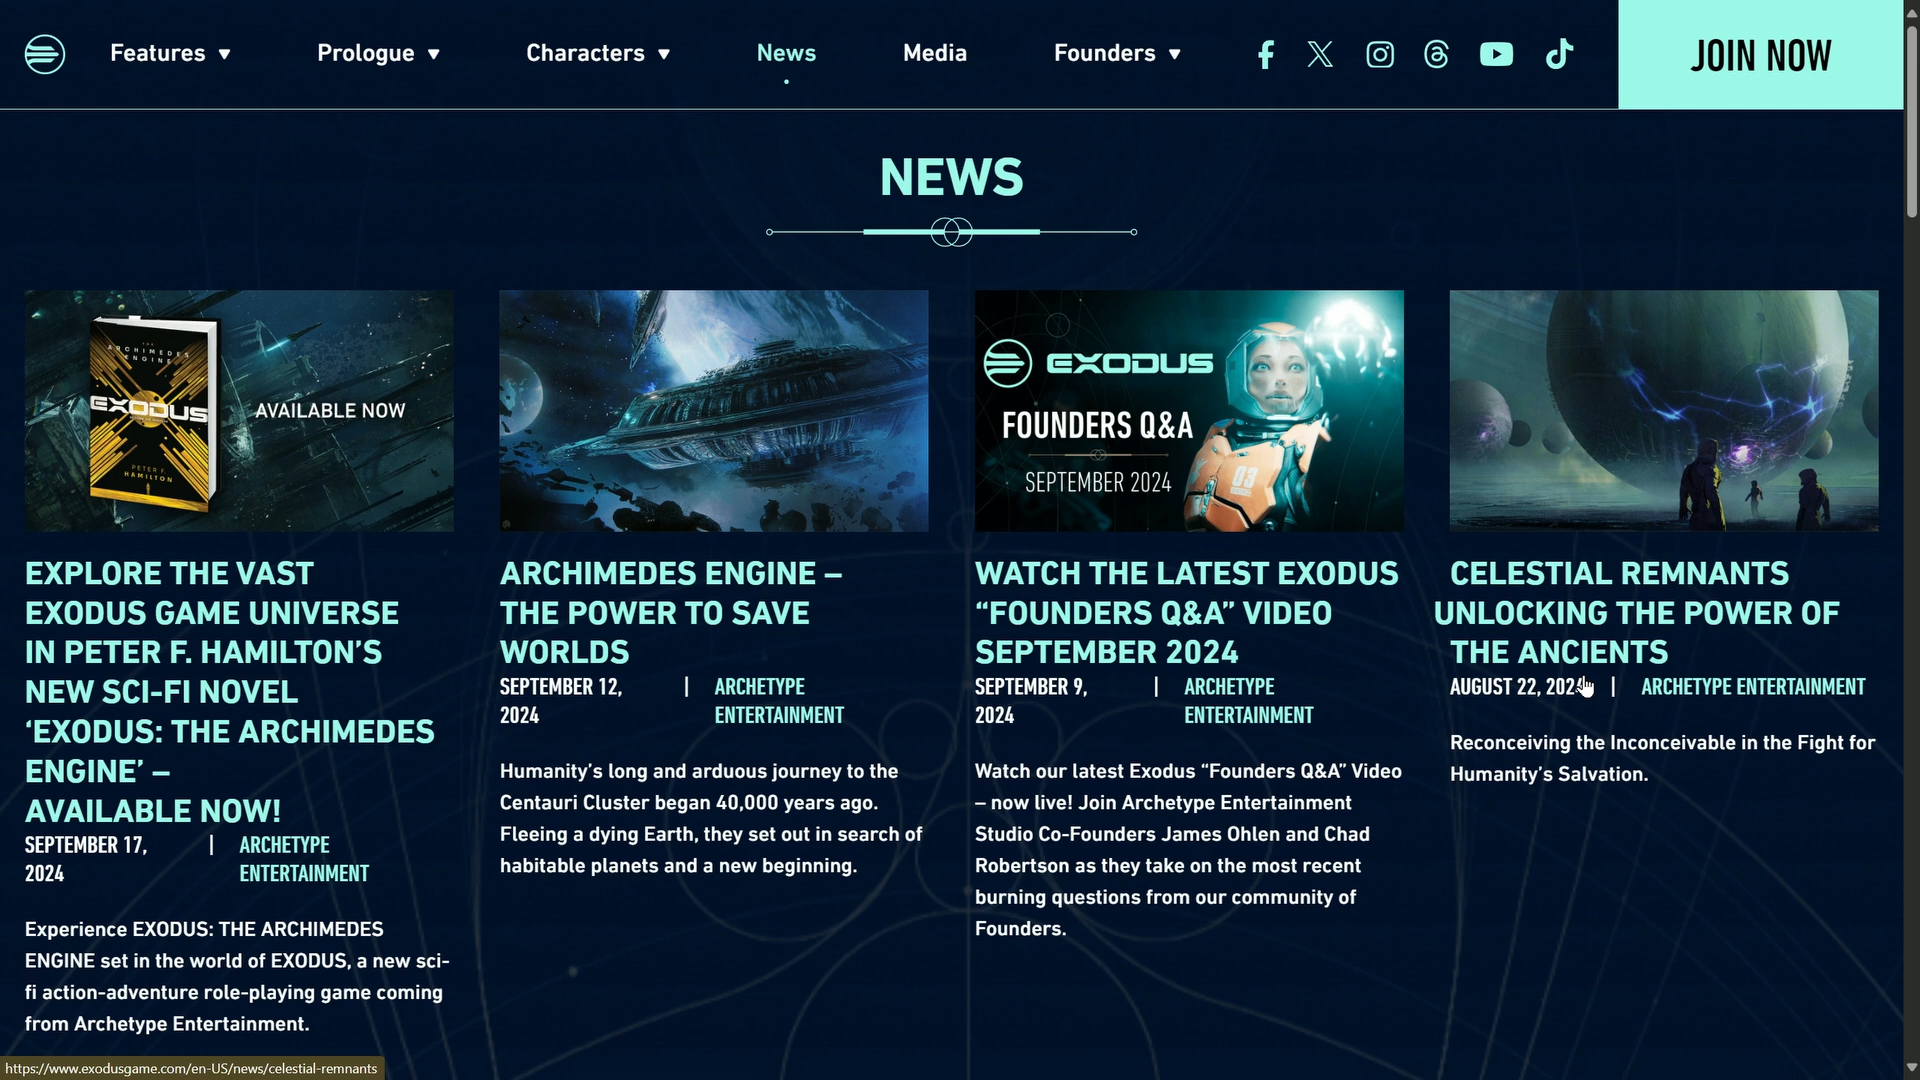 Features
Prologue
Characters
News
Media
Founders
JOIN NOW
NEWS
THE
ARCHIMEDES
ENGINE
EXODUS
PETER F.
HAMILTON
AVAILABLE NOW
EXPLORE THE VAST
EXODUS GAME UNIVERSE
IN PETER F. HAMILTON’S
NEW SCI-FI NOVEL
‘EXODUS: THE ARCHIMEDES
ENGINE’ –
AVAILABLE NOW!
SEPTEMBER 17,
2024
|
ARCHETYPE
ENTERTAINMENT
Experience EXODUS: THE ARCHIMEDES
ENGINE set in the world of EXODUS, a new sci-
fi action-adventure role-playing game coming
from Archetype Entertainment.
ARCHIMEDES ENGINE –
THE POWER TO SAVE
WORLDS
SEPTEMBER 12,
2024
|
ARCHETYPE
ENTERTAINMENT
Humanity’s long and arduous journey to the
Centauri Cluster began 40,000 years ago.
Fleeing a dying Earth, they set out in search of
habitable planets and a new beginning.
EXODUS
FOUNDERS Q&A
SEPTEMBER 2024
03
WATCH THE LATEST EXODUS
“FOUNDERS Q&A” VIDEO
SEPTEMBER 2024
SEPTEMBER 9,
2024
|
ARCHETYPE
ENTERTAINMENT
Watch our latest Exodus “Founders Q&A” Video
– now live! Join Archetype Entertainment
Studio Co-Founders James Ohlen and Chad
Robertson as they take on the most recent
burning questions from our community of
Founders.
CELESTIAL REMNANTS
UNLOCKING THE POWER OF
THE ANCIENTS
AUGUST 22, 2024
|
ARCHETYPE ENTERTAINMENT
Reconceiving the Inconceivable in the Fight for
Humanity’s Salvation.
https://www.exodusgame.com/en-US/news/celestial-remnants